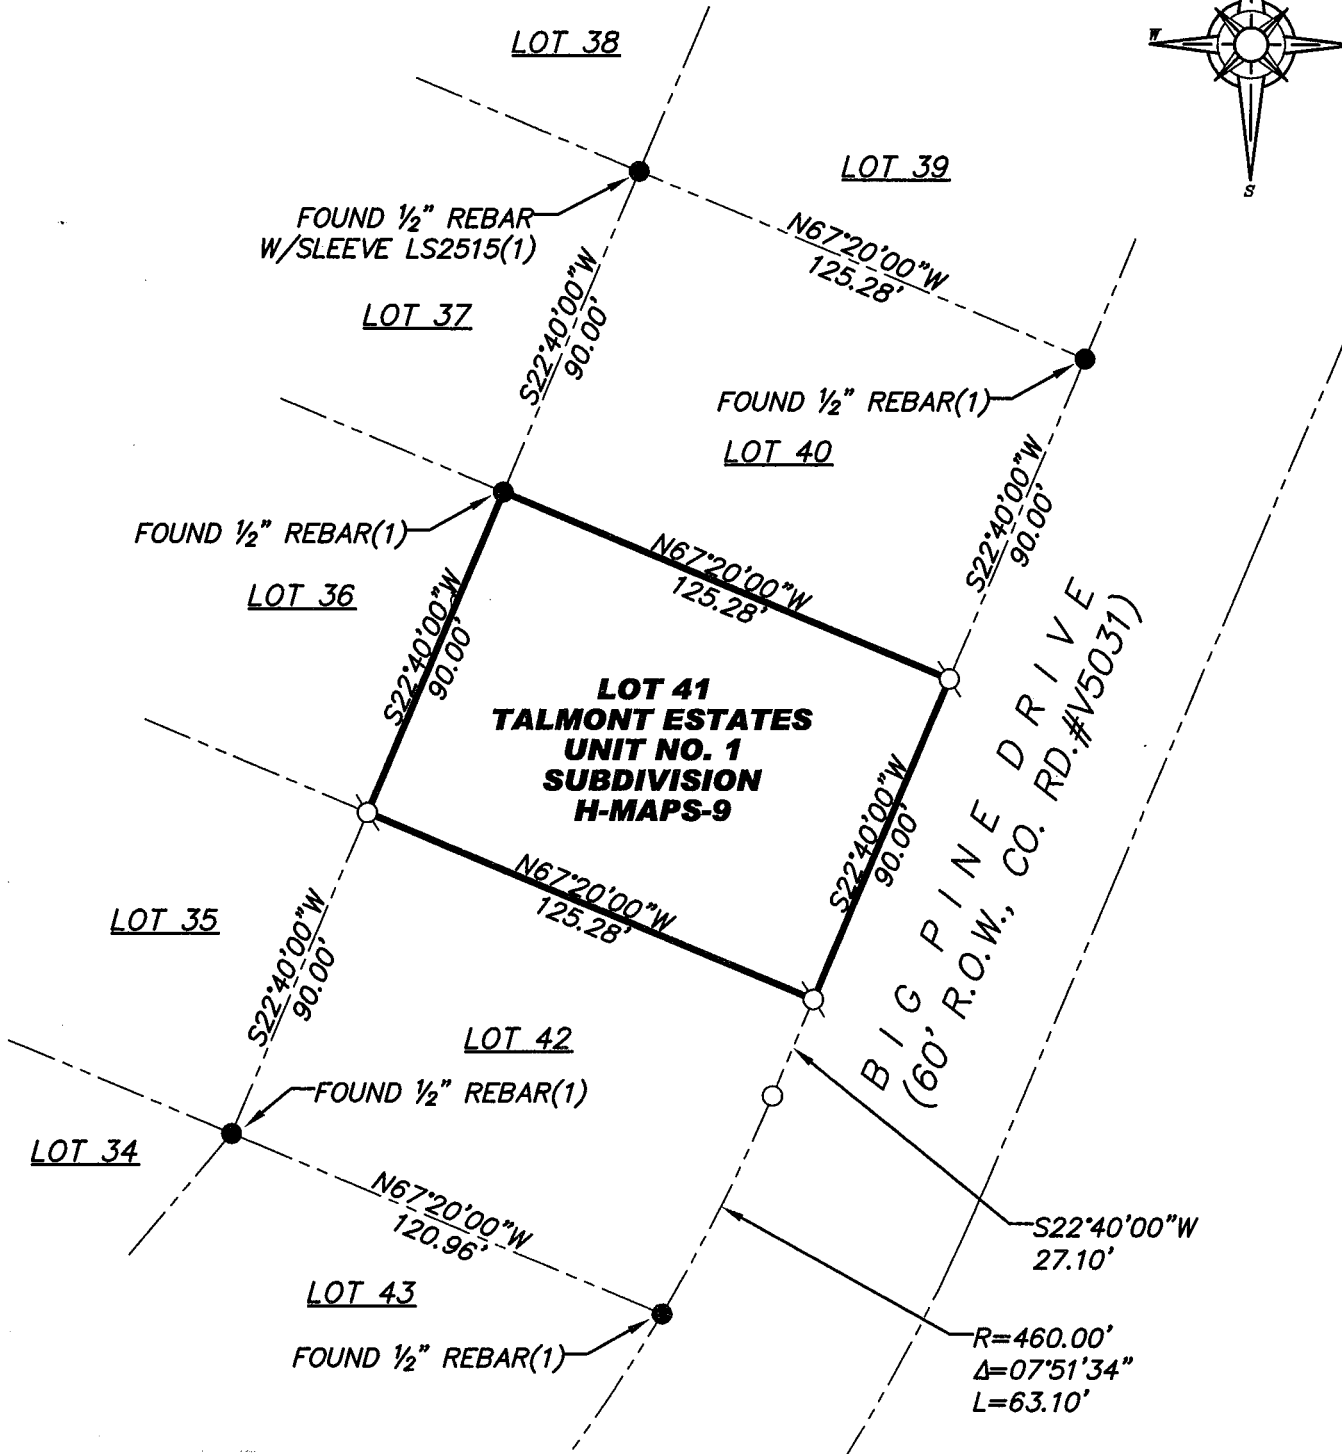 LOT 38
W
S
LOT 39
FOUND ½" REBAR
W/SLEEVE LS2515(1)
N67°20'00"W
125.28'
LOT 37
S22°40'00"W
90.00'
FOUND ½" REBAR(1)
LOT 40
S22°40'00"W
90.00'
FOUND ½" REBAR(1)
N67°20'00"W
125.28'
LOT 36
S22°40'00"W
90.00'
LOT 41
TALMONT ESTATES
UNIT NO. 1
SUBDIVISION
H-MAPS-9
S22°40'00"W
90.00'
BIG PINE DRIVE
(60' R.O.W., CO. RD.#V5031)
N67°20'00"W
125.28'
LOT 35
S22°40'00"W
90.00'
LOT 42
FOUND ½" REBAR(1)
LOT 34
N67°20'00"W
120.96'
S22°40'00"W
27.10'
LOT 43
FOUND ½" REBAR(1)
R=460.00'
Δ=07°51'34"
L=63.10'